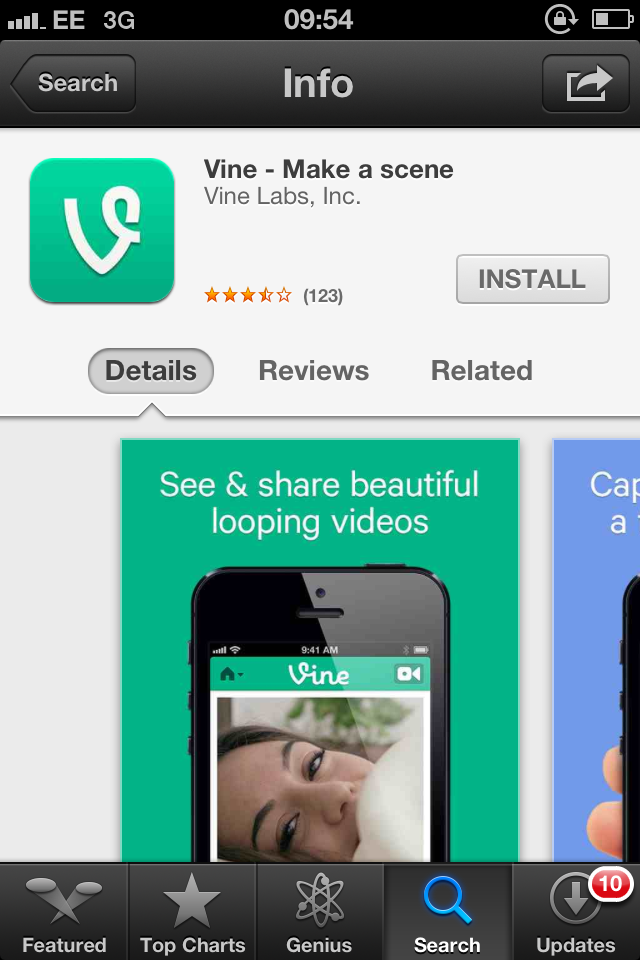 EE 3G 09:54
Search Info
Vine - Make a scene
Vine Labs, Inc.
(123) INSTALL
Details Reviews Related
See & share beautiful
looping videos
Cap
a
9:41 AM
Vine
10
Featured Top Charts Genius Search Updates